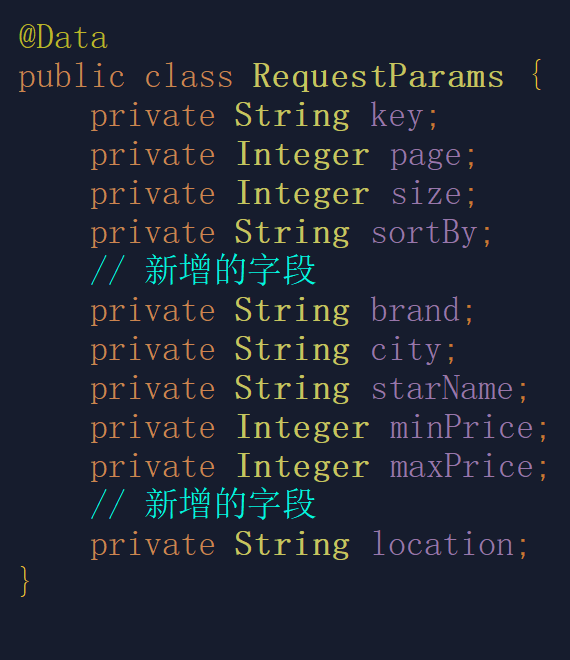 @Data
public class RequestParams {
    private String key;
    private Integer page;
    private Integer size;
    private String sortBy;
    // 新增的字段
    private String brand;
    private String city;
    private String starName;
    private Integer minPrice;
    private Integer maxPrice;
    // 新增的字段
    private String location;
}